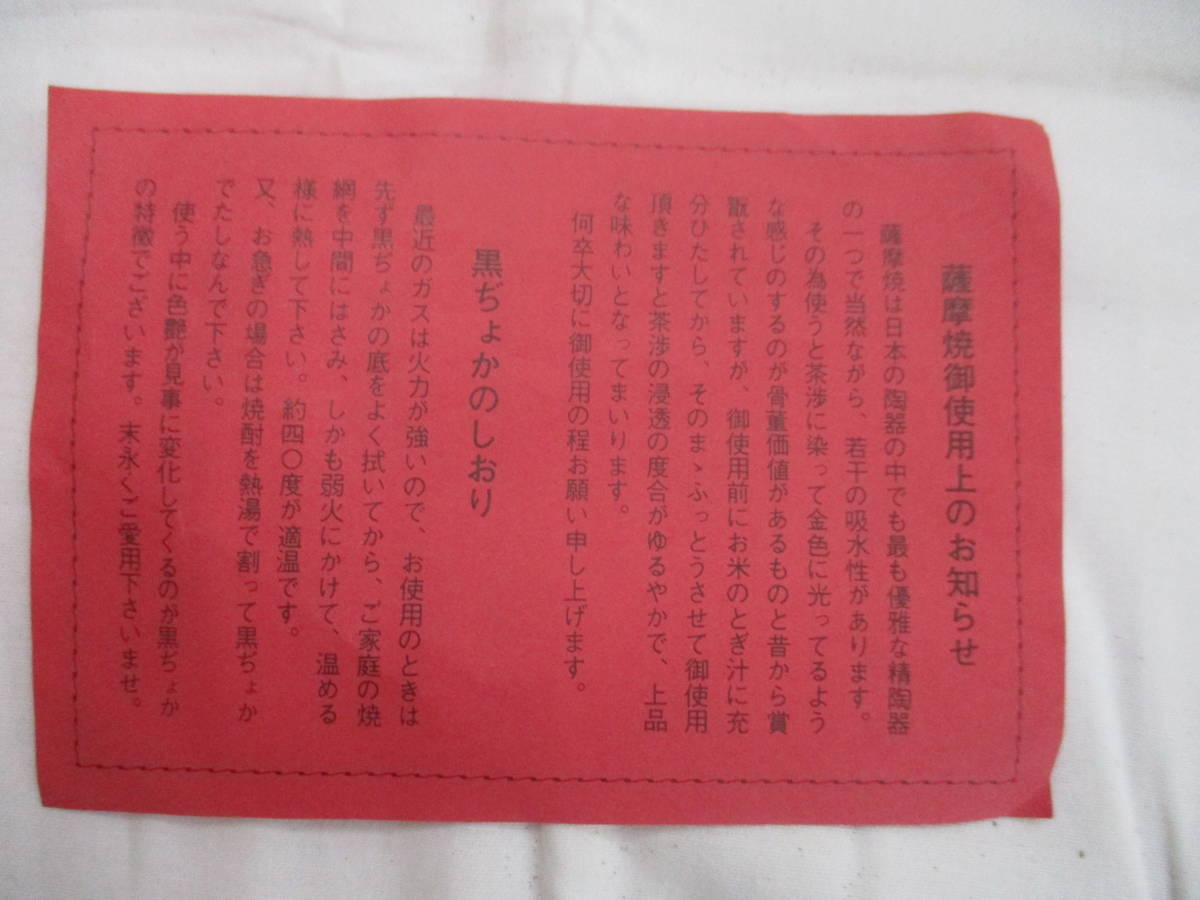 薩摩焼御使用上のお知らせ
薩摩焼は日本の陶器の中でも最も優雅な精陶器
の一つで当然ながら、若干の吸水性があります。
その為使うと茶渋に染って金色に光ってるよう
な感じのするのが骨董価値があるものと昔から賞
翫されていますが、御使用前にお米のとぎ汁に充
分ひたしてから、そのまゝふっとうさせて御使用
頂きますと茶渋の浸透の度合がゆるやかで、上品
な味わいとなってまいります。
何卒大切に御使用の程お願い申し上げます。
黒ぢょかのしおり
最近のガスは火力が強いので、お使用のときは
先ず黒ぢょかの底をよく拭いてから、ご家庭の焼
網を中間にはさみ、しかも弱火にかけて、温める
様に熱して下さい。約四〇度が適温です。
又、お急ぎの場合は焼酎を熱湯で割って黒ぢょか
でたしなんで下さい。
使う中に色艶が見事に変化してくるのが黒ぢょか
の特徴でございます。末永くご愛用下さいませ。